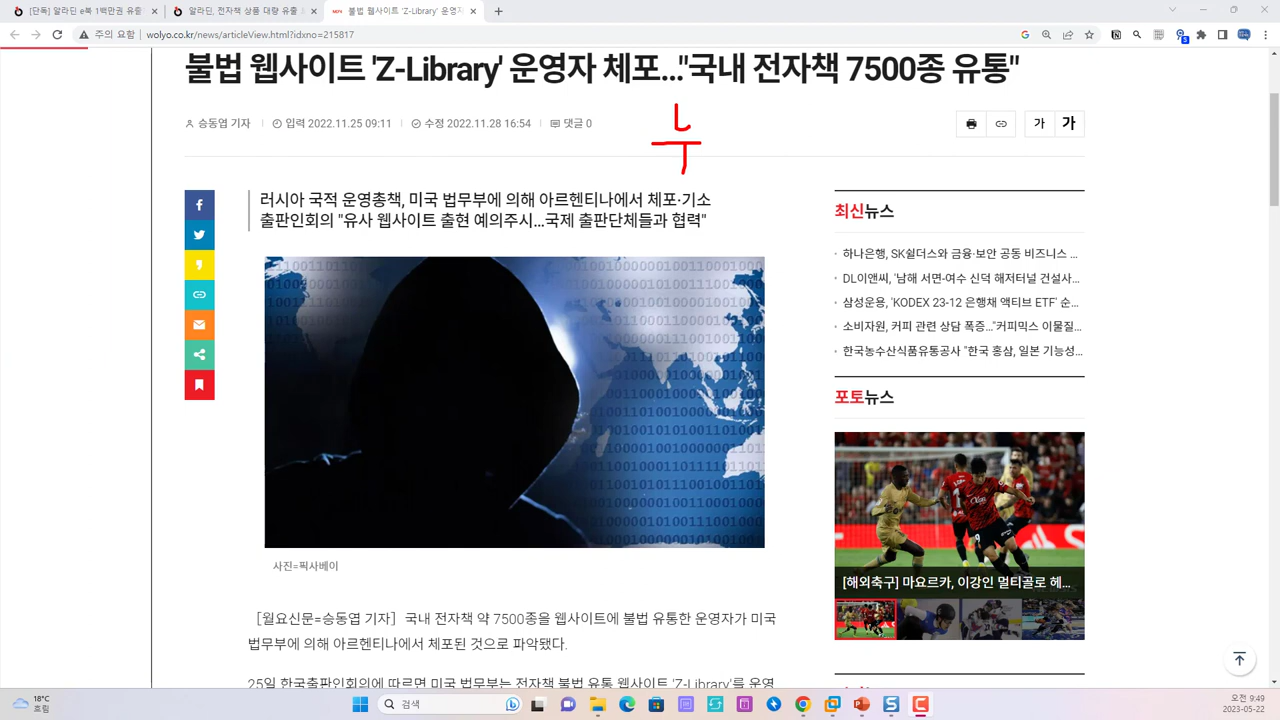 [단독] 알라딘 e북 1백만권 유출
알라딘, 전자책 상품 대량 유출
불법 웹사이트 'Z-Library' 운영자
주의 요함
wolyo.co.kr/news/articleView.html?idxno=215817
불법 웹사이트 'Z-Library' 운영자 체포..."국내 전자책 7500종 유통"
누
승동엽 기자
입력 2022.11.25 09:11
수정 2022.11.28 16:54
댓글 0
가
가
러시아 국적 운영총책, 미국 법무부에 의해 아르헨티나에서 체포·기소
출판인회의 "유사 웹사이트 출현 예의주시...국제 출판단체들과 협력"
사진=픽사베이
[월요신문=승동엽 기자] 국내 전자책 약 7500종을 웹사이트에 불법 유통한 운영자가 미국
법무부에 의해 아르헨티나에서 체포된 것으로 파악됐다.
25일 한국출판인회의에 따르면 미국 법무부는 전자책 불법 유통 웹사이트 'Z-Library'를 운영
최신뉴스
하나은행, SK쉴더스와 금융·보안 공동 비즈니스 ...
DL이앤씨, '남해 서면-여수 신덕 해저터널 건설사...
삼성운용, 'KODEX 23-12 은행채 액티브 ETF' 순...
소비자원, 커피 관련 상담 폭증..."커피믹스 이물질...
한국농수산식품유통공사 "한국 홍삼, 일본 기능성...
포토뉴스
[해외축구] 마요르카, 이강인 멀티골로 헤...
18°C
흐림
검색
오전 9:49
2023-05-22